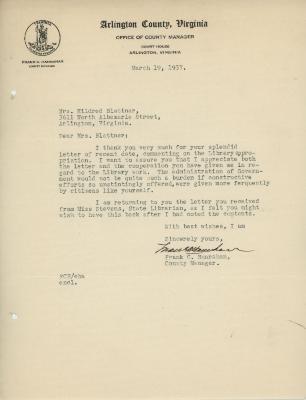 Arlington County, Virginia
OFFICE OF COUNTY MANAGER
COURT HOUSE
ARLINGTON, VIRGINIA
FRANK C. HANRAHAN
COUNTY MANAGER
March 19, 1937.
Mrs. Mildred Blattner,
3611 North Albemarle Street,
Arlington, Virginia.
Dear Mrs. Blattner:
I thank you very much for your splendid
letter of recent date, commenting on the Library appro-
priation. I want to assure you that I appreciate both
the letter and the cooperation you have given me in re-
gard to the Library work. The administration of Govern-
ment would not be quite such a burden if constructive
efforts so unstintingly offered, were given more ferquently
by citizens like yourself.
I am returning to you the letter you received
from Miss Stevens, State Librarian, as I felt you might
wish to have this back after I had noted the contents.
With best wishes, I am
Sincerely yours,
Frank C. Hanrahan
Frank C. Hanrahan,
County Manager.
FCH/eha
encl.